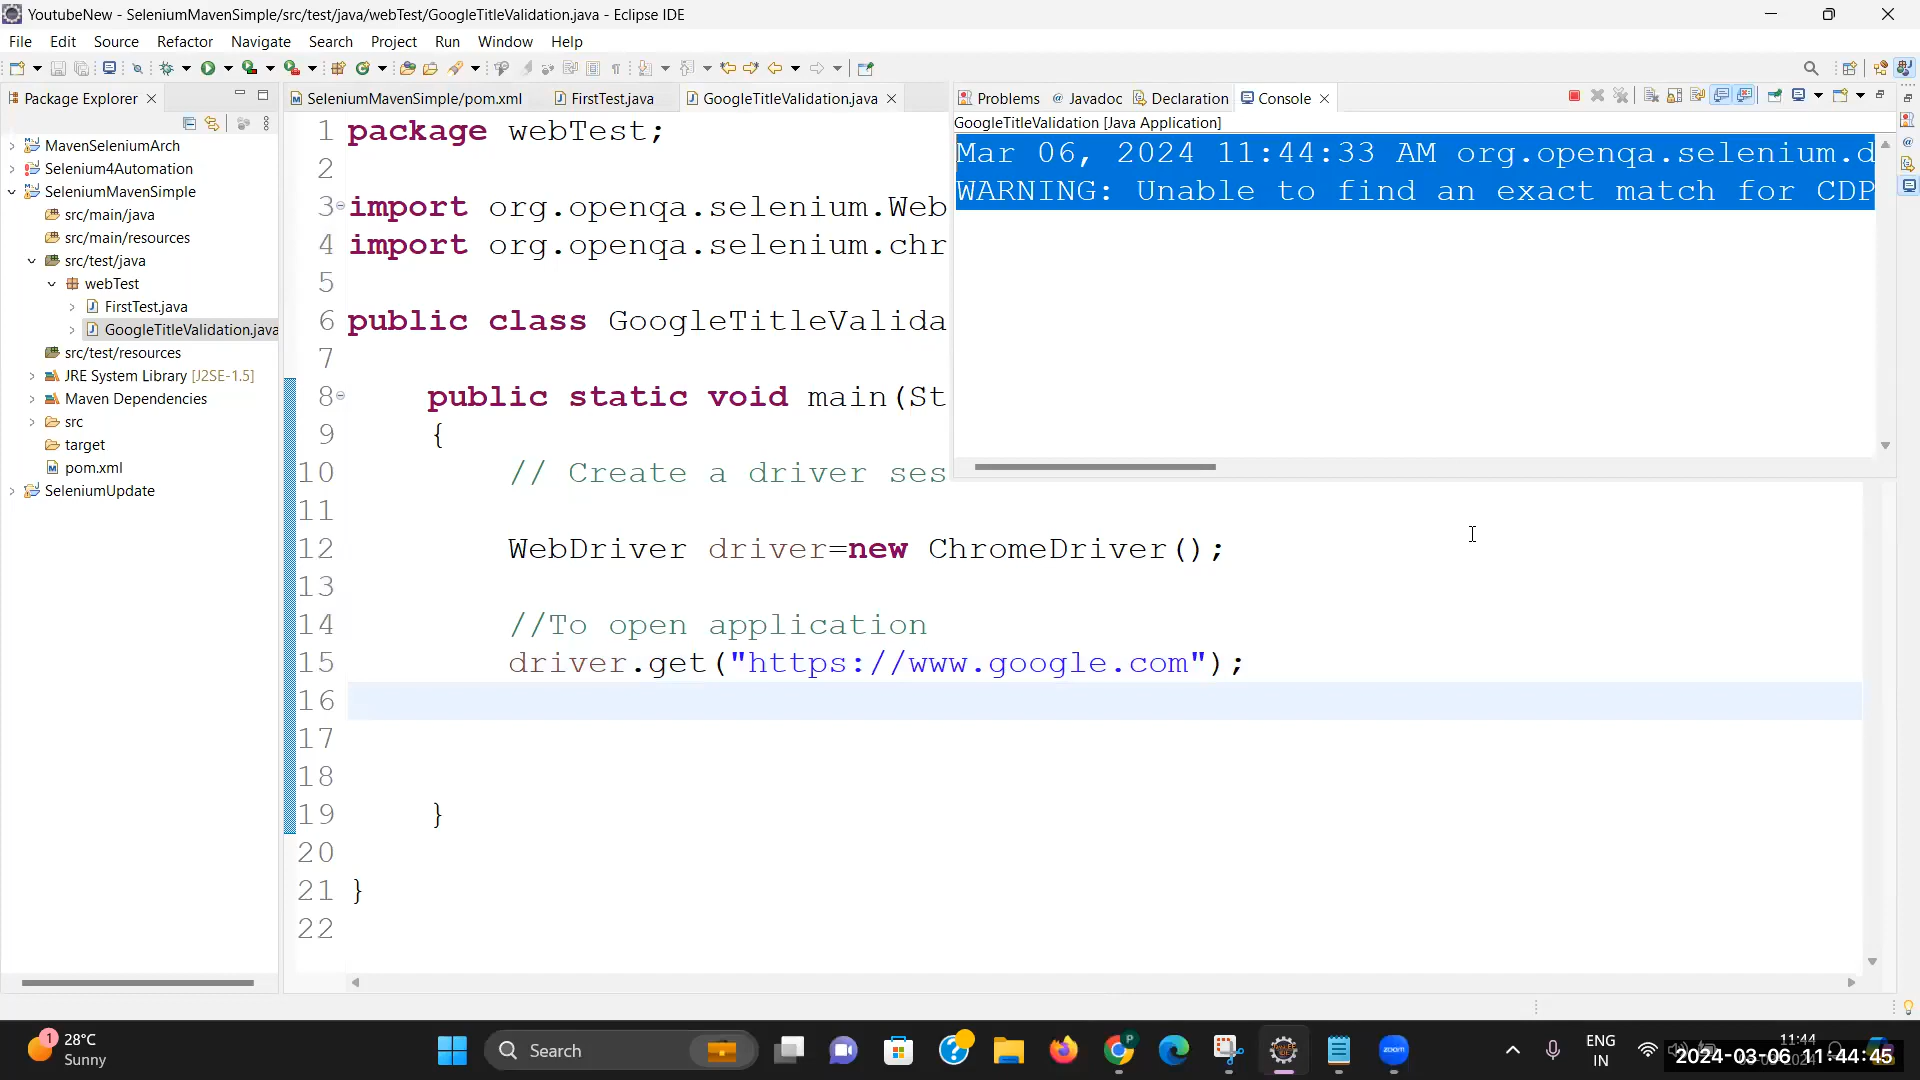 YoutubeNew - SeleniumMavenSimple/src/test/java/webTest/GoogleTitleValidation.java - Eclipse IDE
File Edit Source Refactor Navigate Search Project Run Window Help
Package Explorer
SeleniumMavenSimple/pom.xml FirstTest.java GoogleTitleValidation.java
Problems Javadoc Declaration Console
GoogleTitleValidation [Java Application]
Mar 06, 2024 11:44:33 AM org.openqa.selenium.d
WARNING: Unable to find an exact match for CDP
MavenSeleniumArch
Selenium4Automation
SeleniumMavenSimple
src/main/java
src/main/resources
src/test/java
webTest
FirstTest.java
GoogleTitleValidation.java
src/test/resources
JRE System Library [J2SE-1.5]
Maven Dependencies
src
target
pom.xml
SeleniumUpdate
1 package webTest;
2
3 import org.openqa.selenium.Web
4 import org.openqa.selenium.chr
5
6 public class GoogleTitleValida
7
8 public static void main(St
9 {
10 // Create a driver ses
11
12 WebDriver driver=new ChromeDriver();
13
14 //To open application
15 driver.get("https://www.google.com");
16
17
18
19 }
20
21 }
22
1
28°C
Sunny
Search
P
zoom
ENG
IN
11:44
2024-03-06 11:44:45